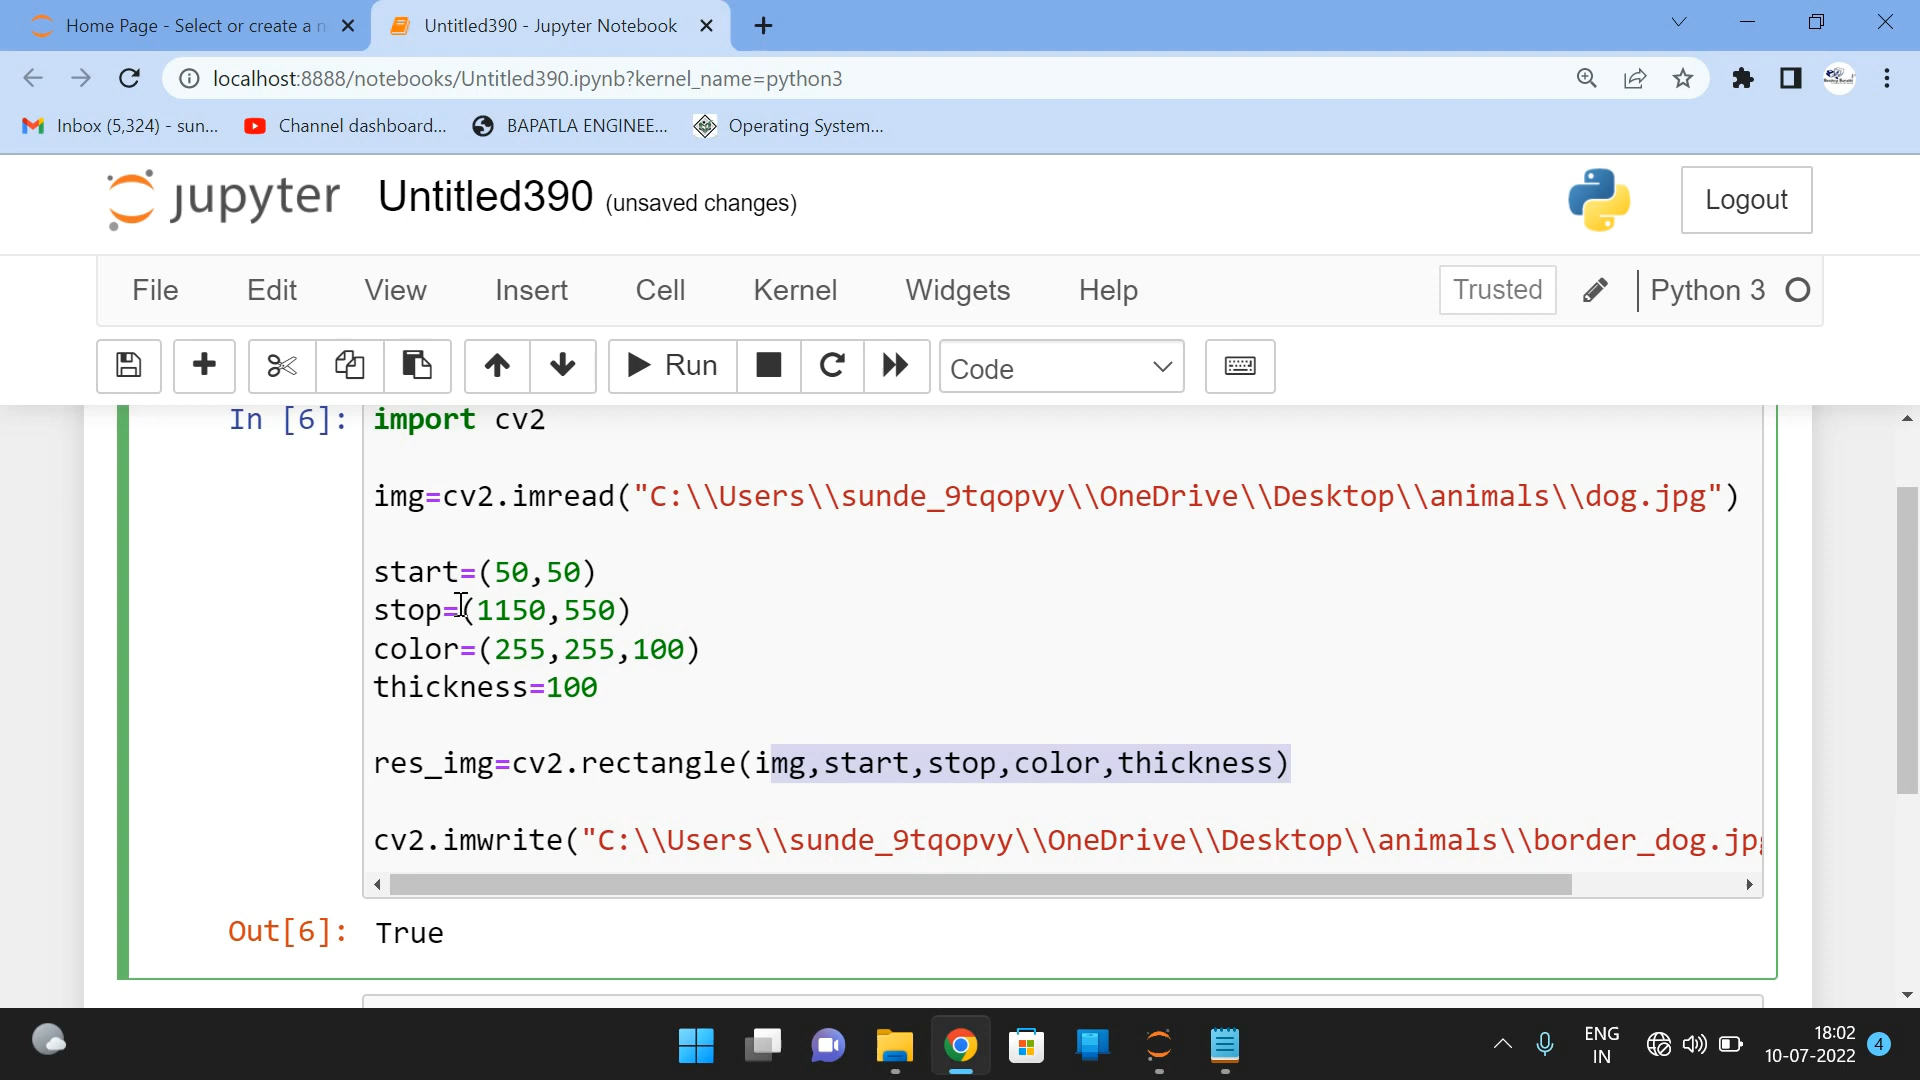 Home Page - Select or create a n
Untitled390 - Jupyter Notebook
localhost:8888/notebooks/Untitled390.ipynb?kernel_name=python3
Inbox (5,324) - sun...
Channel dashboard...
BAPATLA ENGINEE...
Operating System...
jupyter
Untitled390 (unsaved changes)
Logout
File Edit View Insert Cell Kernel Widgets Help
Trusted
Python 3
Run
Code
In [6]: import cv2
img=cv2.imread("C:\\Users\\sunde_9tqopvy\\OneDrive\\Desktop\\animals\\dog.jpg")
start=(50,50)
stop=(1150,550)
color=(255,255,100)
thickness=100
res_img=cv2.rectangle(img,start,stop,color,thickness)
cv2.imwrite("C:\\Users\\sunde_9tqopvy\\OneDrive\\Desktop\\animals\\border_dog.jp
Out[6]: True
ENG
IN
18:02
10-07-2022
4